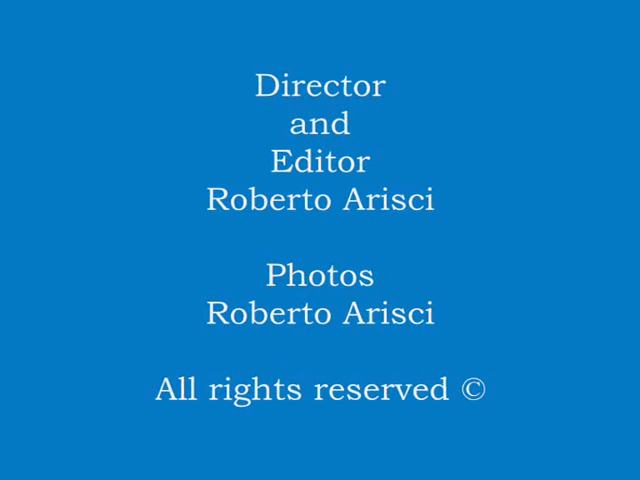 Director
and
Editor
Roberto Arisci
Photos
Roberto Arisci
All rights reserved ©